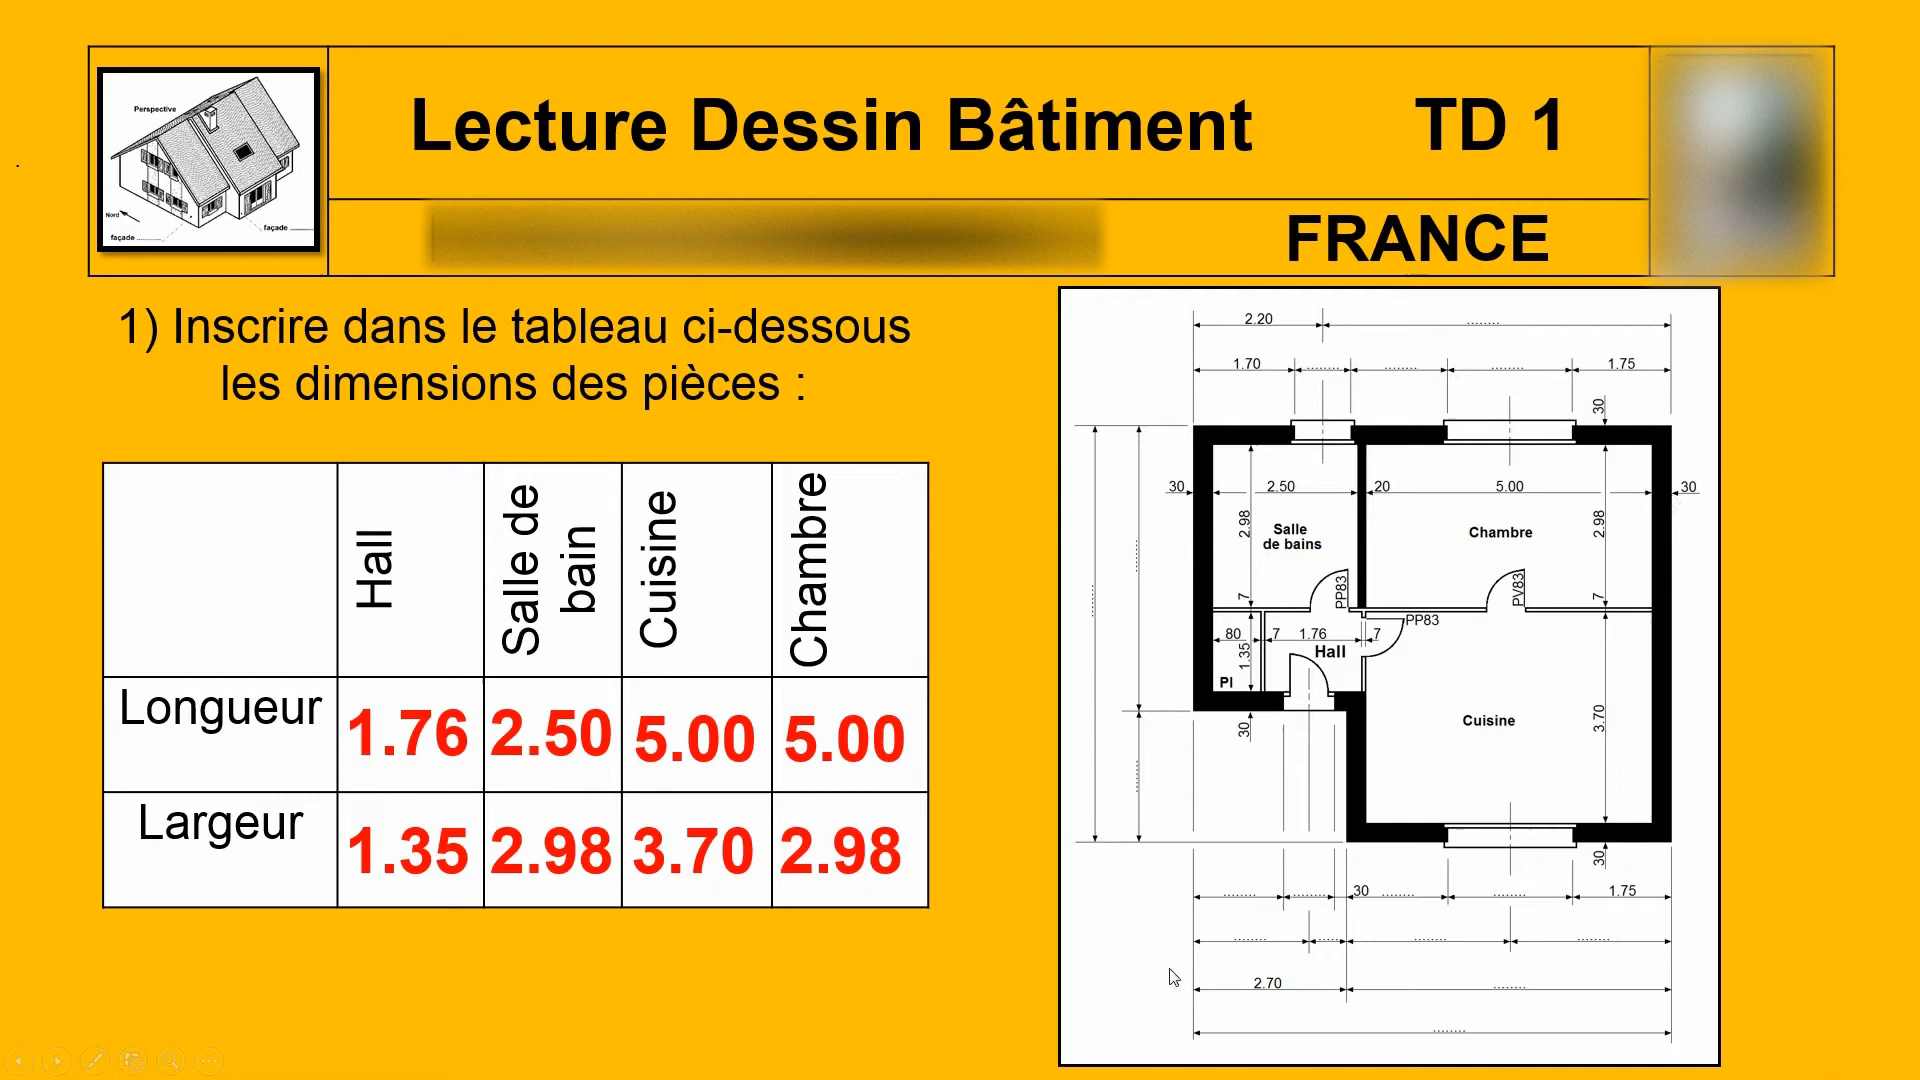 Perspective
Nord
façade ............
façade ............
Lecture Dessin Bâtiment TD 1
FRANCE
1) Inscrire dans le tableau ci-dessous
les dimensions des pièces :
Hall
Salle de
bain
Cuisine
Chambre
Longueur 1.76 2.50 5.00 5.00
Largeur 1.35 2.98 3.70 2.98
2.20 ........
1.70 ........ ........ ........ 1.75
30
30 2.50 20 5.00 30
2.98 2.98
Salle
de bains
Chambre
PP83 PV83
7 7
PP83
80 7 1.76 7
1.35
Hall
Pl
Cuisine
3.70
30
30
........ ........ 30 ........ ........ 1.75
........ ........ ........ ........
2.70 ........
........